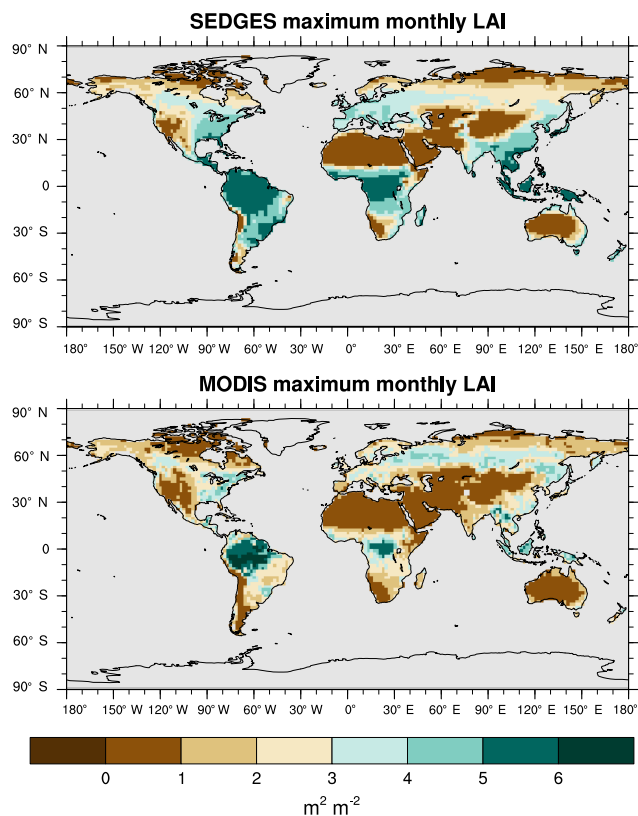 SEDGES maximum monthly LAI
90° N
60° N
30° N
0
30° S
60° S
90° S
180° 150° W 120° W 90° W 60° W 30° W 0° 30° E 60° E 90° E 120° E 150° E 180°
MODIS maximum monthly LAI
90° N
60° N
30° N
0
30° S
60° S
90° S
180° 150° W 120° W 90° W 60° W 30° W 0° 30° E 60° E 90° E 120° E 150° E 180°
0 1 2 3 4 5 6
m² m⁻²